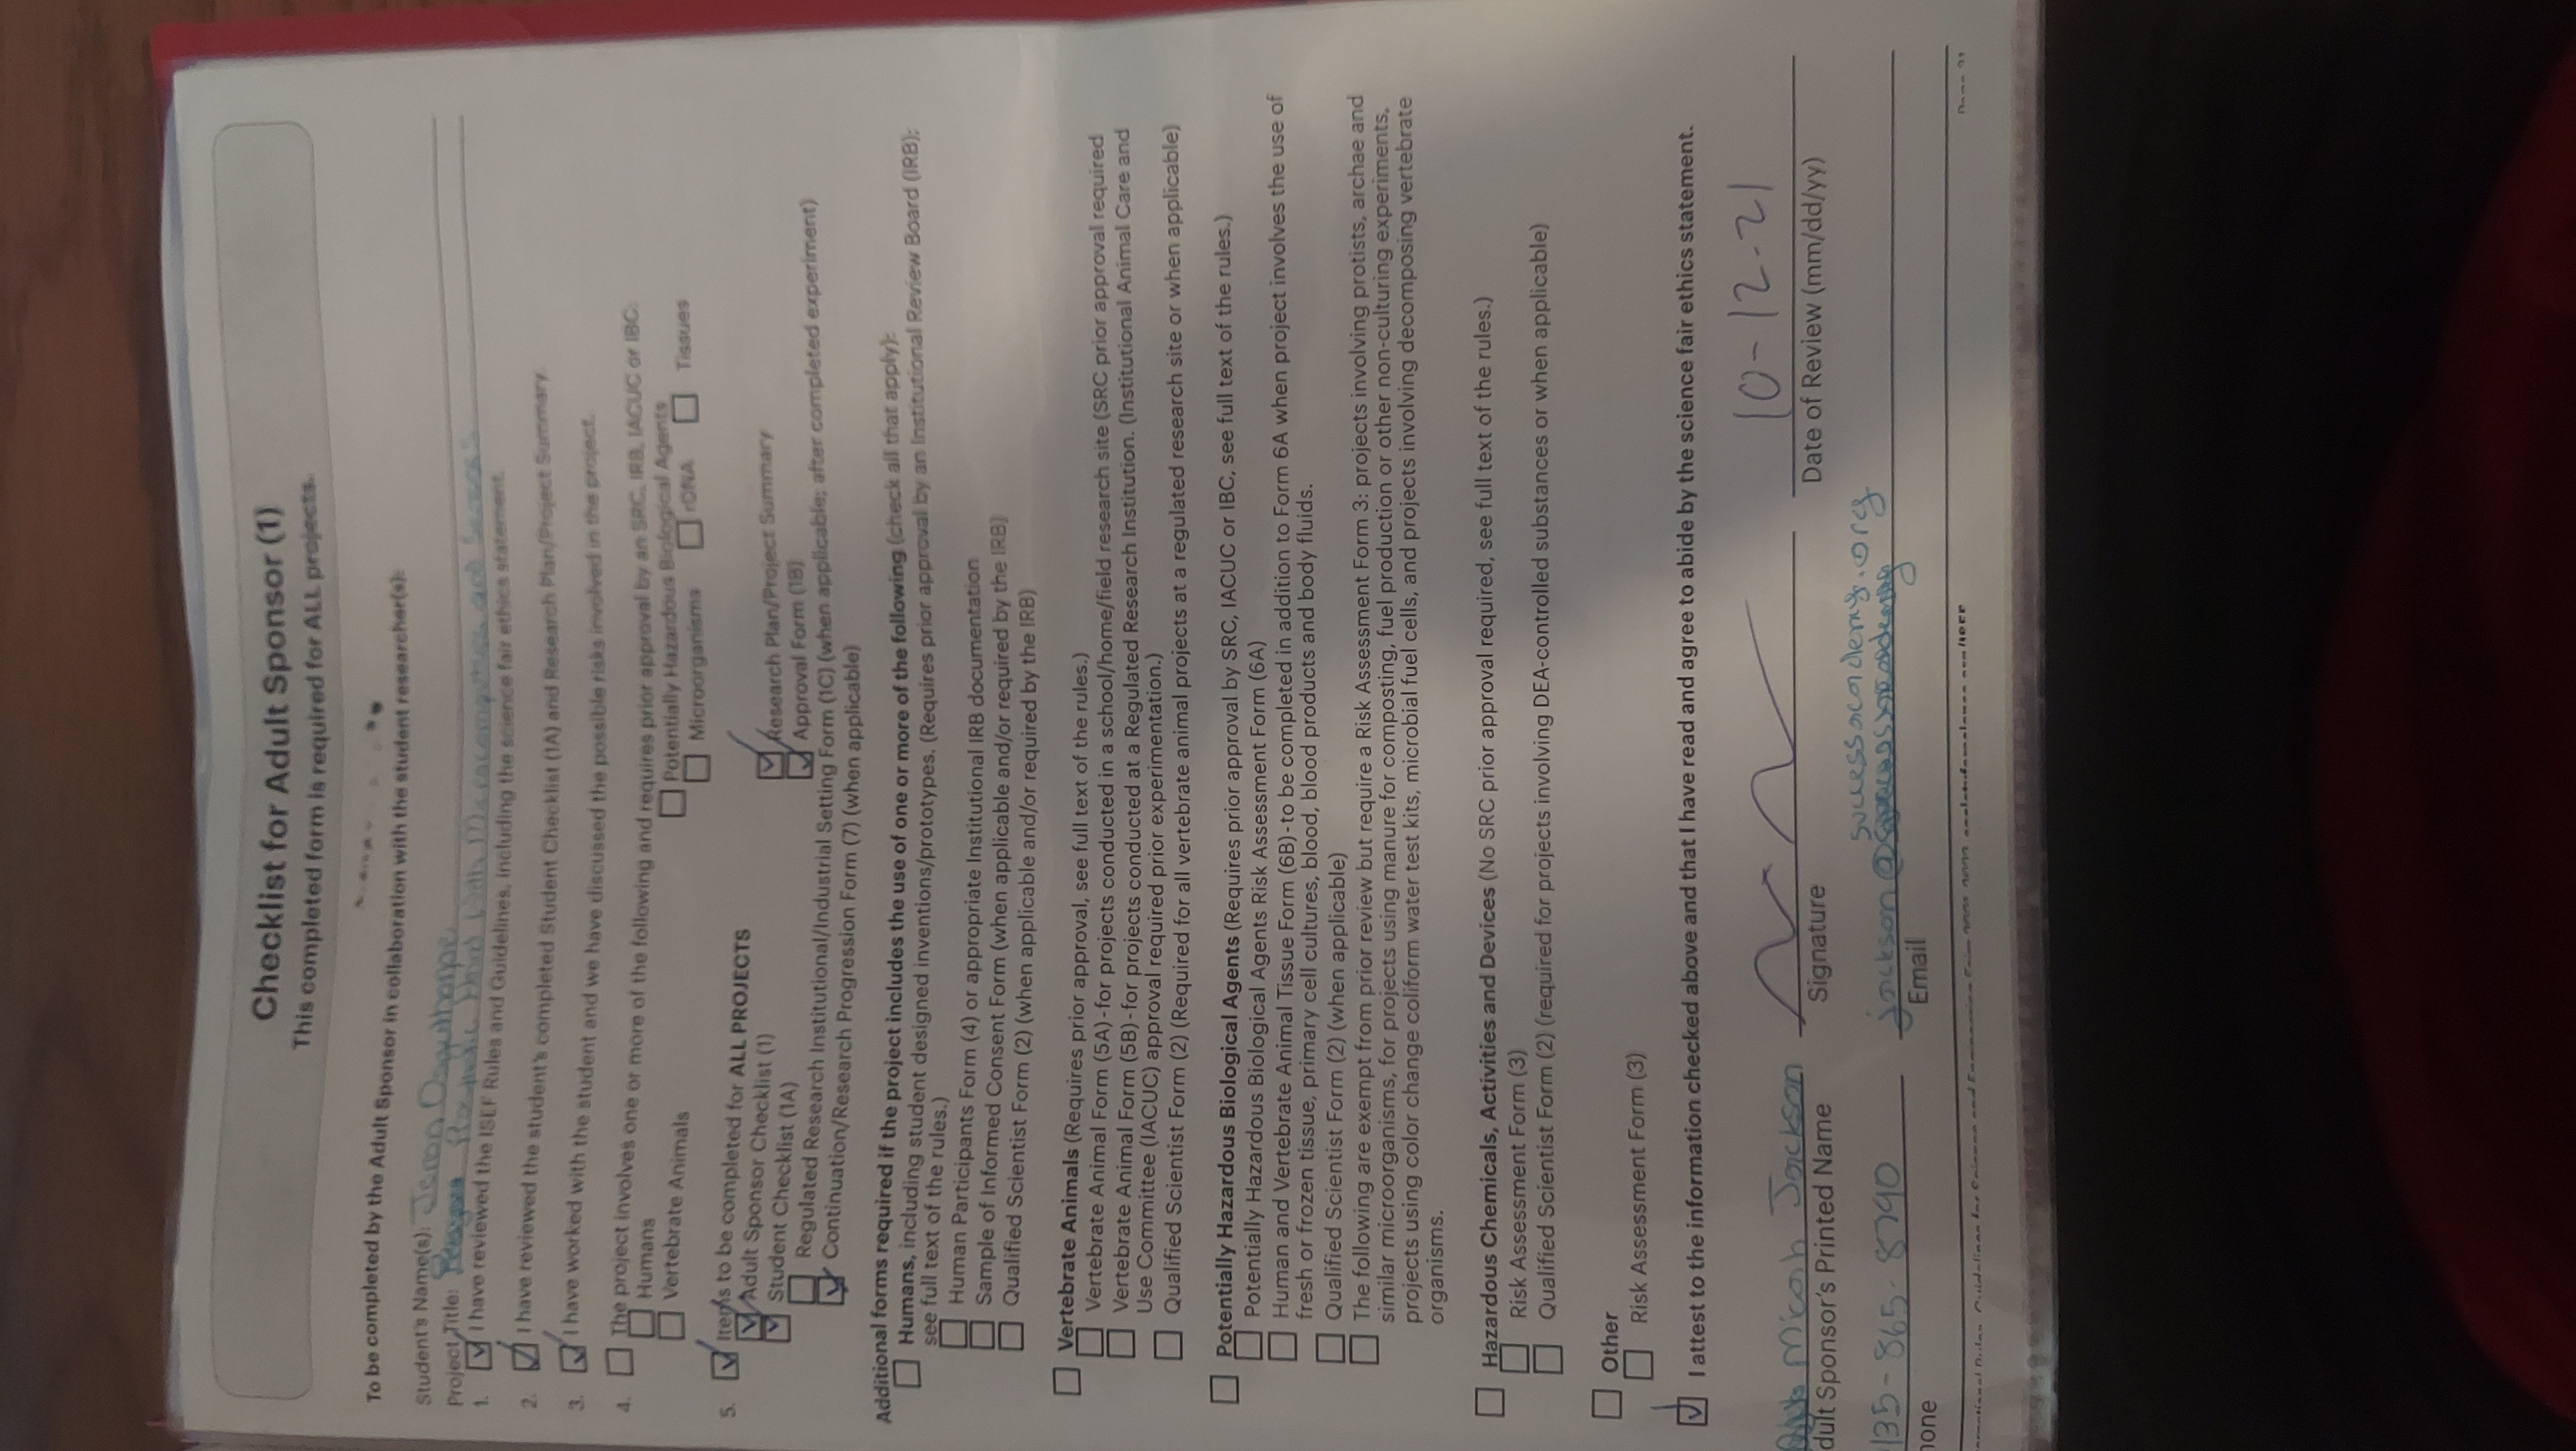 Checklist for Adult Sponsor (1)
This completed form is required for ALL projects.
To be completed by the Adult Sponsor in collaboration with the student researcher(s):
Student's Name(s): Jaron Osguthorpe
Project Title: Prosthetic Hand With Microcomputers and Sensors
1. I have reviewed the ISEF Rules and Guidelines, including the science fair ethics statement.
2. I have reviewed the student's completed Student Checklist (1A) and Research Plan/Project Summary.
3. I have worked with the student and we have discussed the possible risks involved in the project.
4. The project involves one or more of the following and requires prior approval by an SRC, IRB, IACUC or IBC:
Humans
Potentially Hazardous Biological Agents
Vertebrate Animals
Microorganisms rDNA Tissues
5. Items to be completed for ALL PROJECTS
Adult Sponsor Checklist (1) Research Plan/Project Summary
Student Checklist (1A) Approval Form (1B)
Regulated Research Institutional/Industrial Setting Form (1C) (when applicable; after completed experiment)
Continuation/Research Progression Form (7) (when applicable)
Additional forms required if the project includes the use of one or more of the following (check all that apply):
Humans, including student designed inventions/prototypes. (Requires prior approval by an Institutional Review Board (IRB);
see full text of the rules.)
Human Participants Form (4) or appropriate Institutional IRB documentation
Sample of Informed Consent Form (when applicable and/or required by the IRB)
Qualified Scientist Form (2) (when applicable and/or required by the IRB)
Vertebrate Animals (Requires prior approval, see full text of the rules.)
Vertebrate Animal Form (5A)-for projects conducted in a school/home/field research site (SRC prior approval required
Vertebrate Animal Form (5B)-for projects conducted at a Regulated Research Institution. (Institutional Animal Care and
Use Committee (IACUC) approval required prior experimentation.)
Qualified Scientist Form (2) (Required for all vertebrate animal projects at a regulated research site or when applicable)
Potentially Hazardous Biological Agents (Requires prior approval by SRC, IACUC or IBC, see full text of the rules.)
Potentially Hazardous Biological Agents Risk Assessment Form (6A)
Human and Vertebrate Animal Tissue Form (6B)-to be completed in addition to Form 6A when project involves the use of
fresh or frozen tissue, primary cell cultures, blood, blood products and body fluids.
Qualified Scientist Form (2) (when applicable)
The following are exempt from prior review but require a Risk Assessment Form 3: projects involving protists, archae and
similar microorganisms, for projects using manure for composting, fuel production or other non-culturing experiments,
projects using color change coliform water test kits, microbial fuel cells, and projects involving decomposing vertebrate
organisms.
Hazardous Chemicals, Activities and Devices (No SRC prior approval required, see full text of the rules.)
Risk Assessment Form (3)
Qualified Scientist Form (2) (required for projects involving DEA-controlled substances or when applicable)
Other
Risk Assessment Form (3)
I attest to the information checked above and that I have read and agree to abide by the science fair ethics statement.
Micah Jackson 10-12-21
dult Sponsor's Printed Name Signature Date of Review (mm/dd/yy)
successacademy.org
135-865-8790 jackson@
hone Email